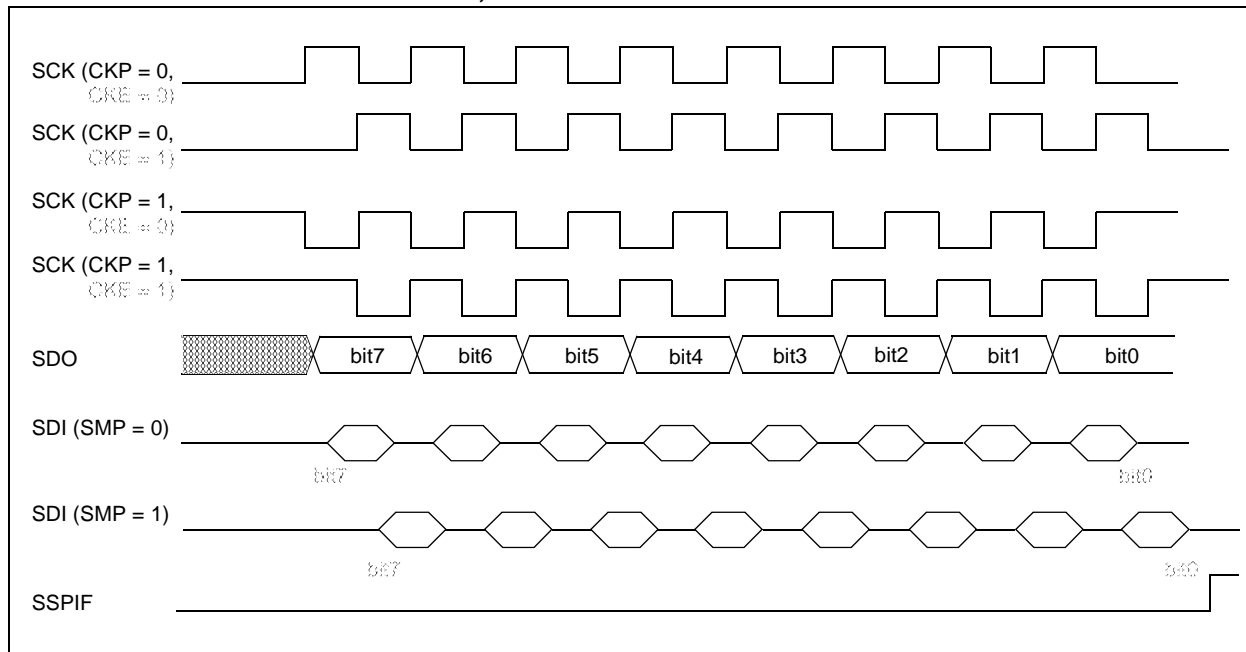 SCK (CKP = 0,
CKE = 0)
SCK (CKP = 0,
CKE = 1)
SCK (CKP = 1,
CKE = 0)
SCK (CKP = 1,
CKE = 1)
SDO
bit7 bit6 bit5 bit4 bit3 bit2 bit1 bit0
SDI (SMP = 0)
bit7 bit0
SDI (SMP = 1)
bit7 bit0
SSPIF